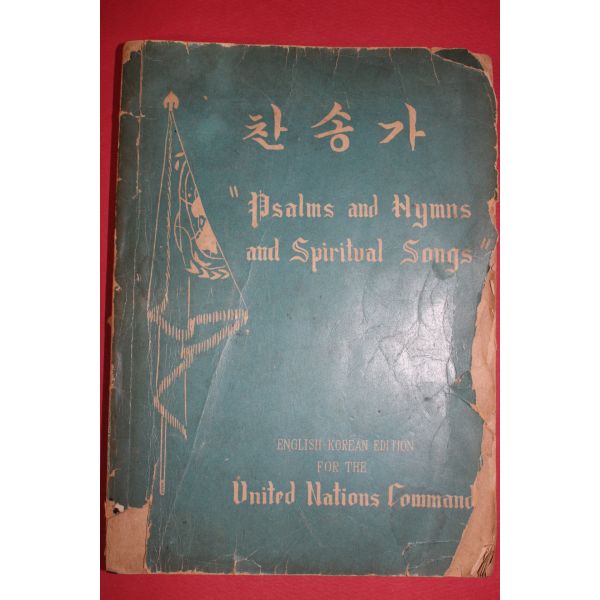 찬송가
"Psalms and Hymns
and Spiritual Songs"
ENGLISH-KOREAN EDITION
FOR THE
United Nations Command